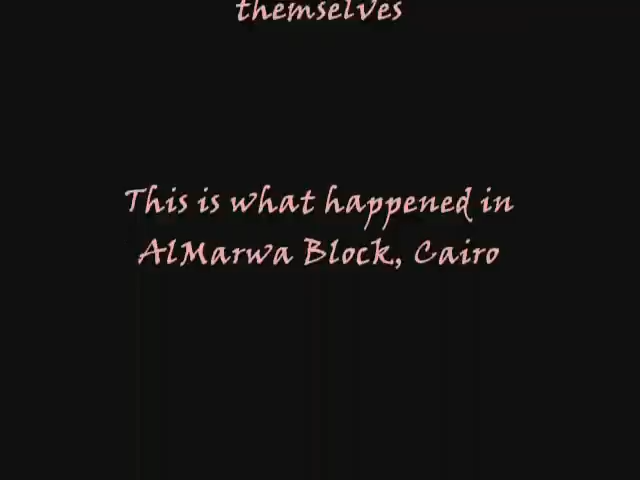 themselves
This is what happened in
AlMarwa Block, Cairo